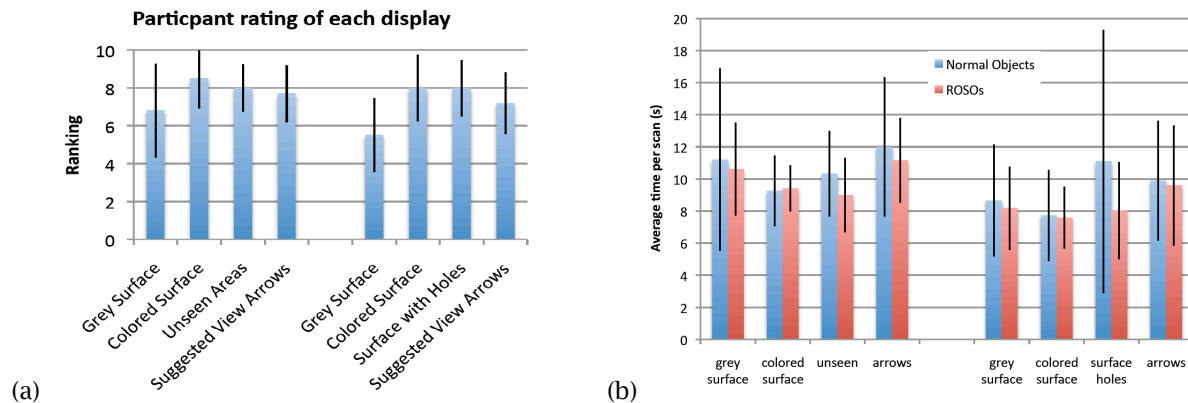 Particpant rating of each display
Ranking
10
8
6
4
2
0
Grey Surface
Colored Surface
Unseen Areas
Suggested View Arrows
Grey Surface
Colored Surface
Surface with Holes
Suggested View Arrows
(a)
Average time per scan (s)
20
18
16
14
12
10
8
6
4
2
0
Normal Objects
ROSOs
grey
surface
colored
surface
unseen
arrows
grey
surface
colored
surface
surface
holes
arrows
(b)